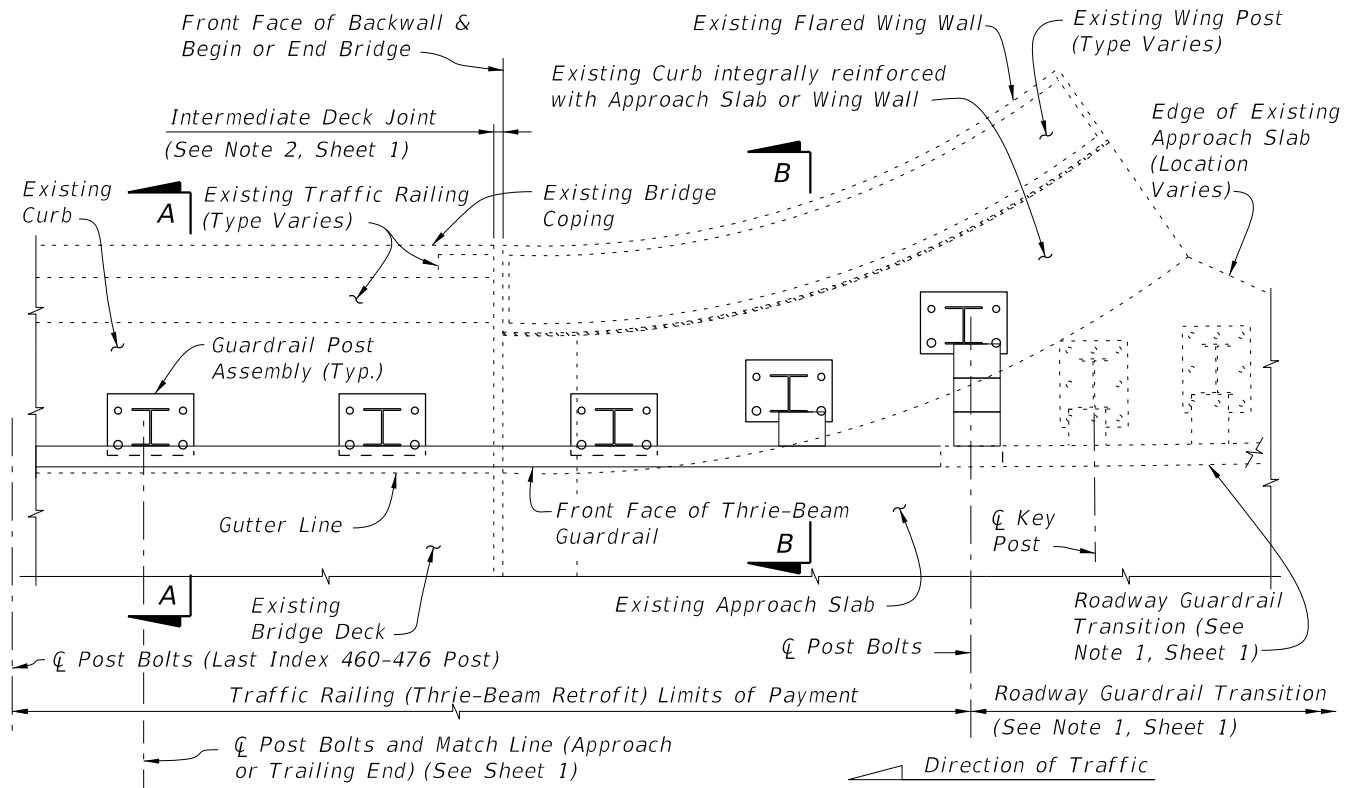 Front Face of Backwall &
Begin or End Bridge
Existing Flared Wing Wall
Existing Wing Post
(Type Varies)
Existing Curb integrally reinforced
with Approach Slab or Wing Wall
Intermediate Deck Joint
(See Note 2, Sheet 1)
Edge of Existing
Approach Slab
(Location
Varies)
B
Existing
Curb
A
Existing Traffic Railing
(Type Varies)
Existing Bridge
Coping
Guardrail Post
Assembly (Typ.)
Gutter Line
Front Face of Thrie-Beam
Guardrail
B
℄ Key
Post
A
Existing
Bridge Deck
Existing Approach Slab
Roadway Guardrail
Transition (See
Note 1, Sheet 1)
℄ Post Bolts (Last Index 460-476 Post)
℄ Post Bolts
Traffic Railing (Thrie-Beam Retrofit) Limits of Payment
Roadway Guardrail Transition
(See Note 1, Sheet 1)
℄ Post Bolts and Match Line (Approach
or Trailing End) (See Sheet 1)
Direction of Traffic